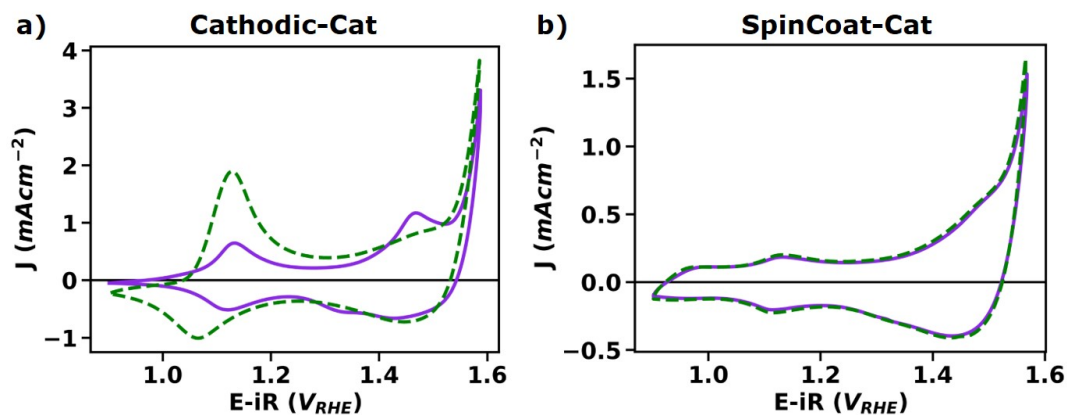 a) Cathodic-Cat
4
3
2
1
0
−1
J (mAcm⁻²)
1.0 1.2 1.4 1.6
E-iR (V_RHE)
b) SpinCoat-Cat
1.5
1.0
0.5
0.0
−0.5
J (mAcm⁻²)
1.0 1.2 1.4 1.6
E-iR (V_RHE)